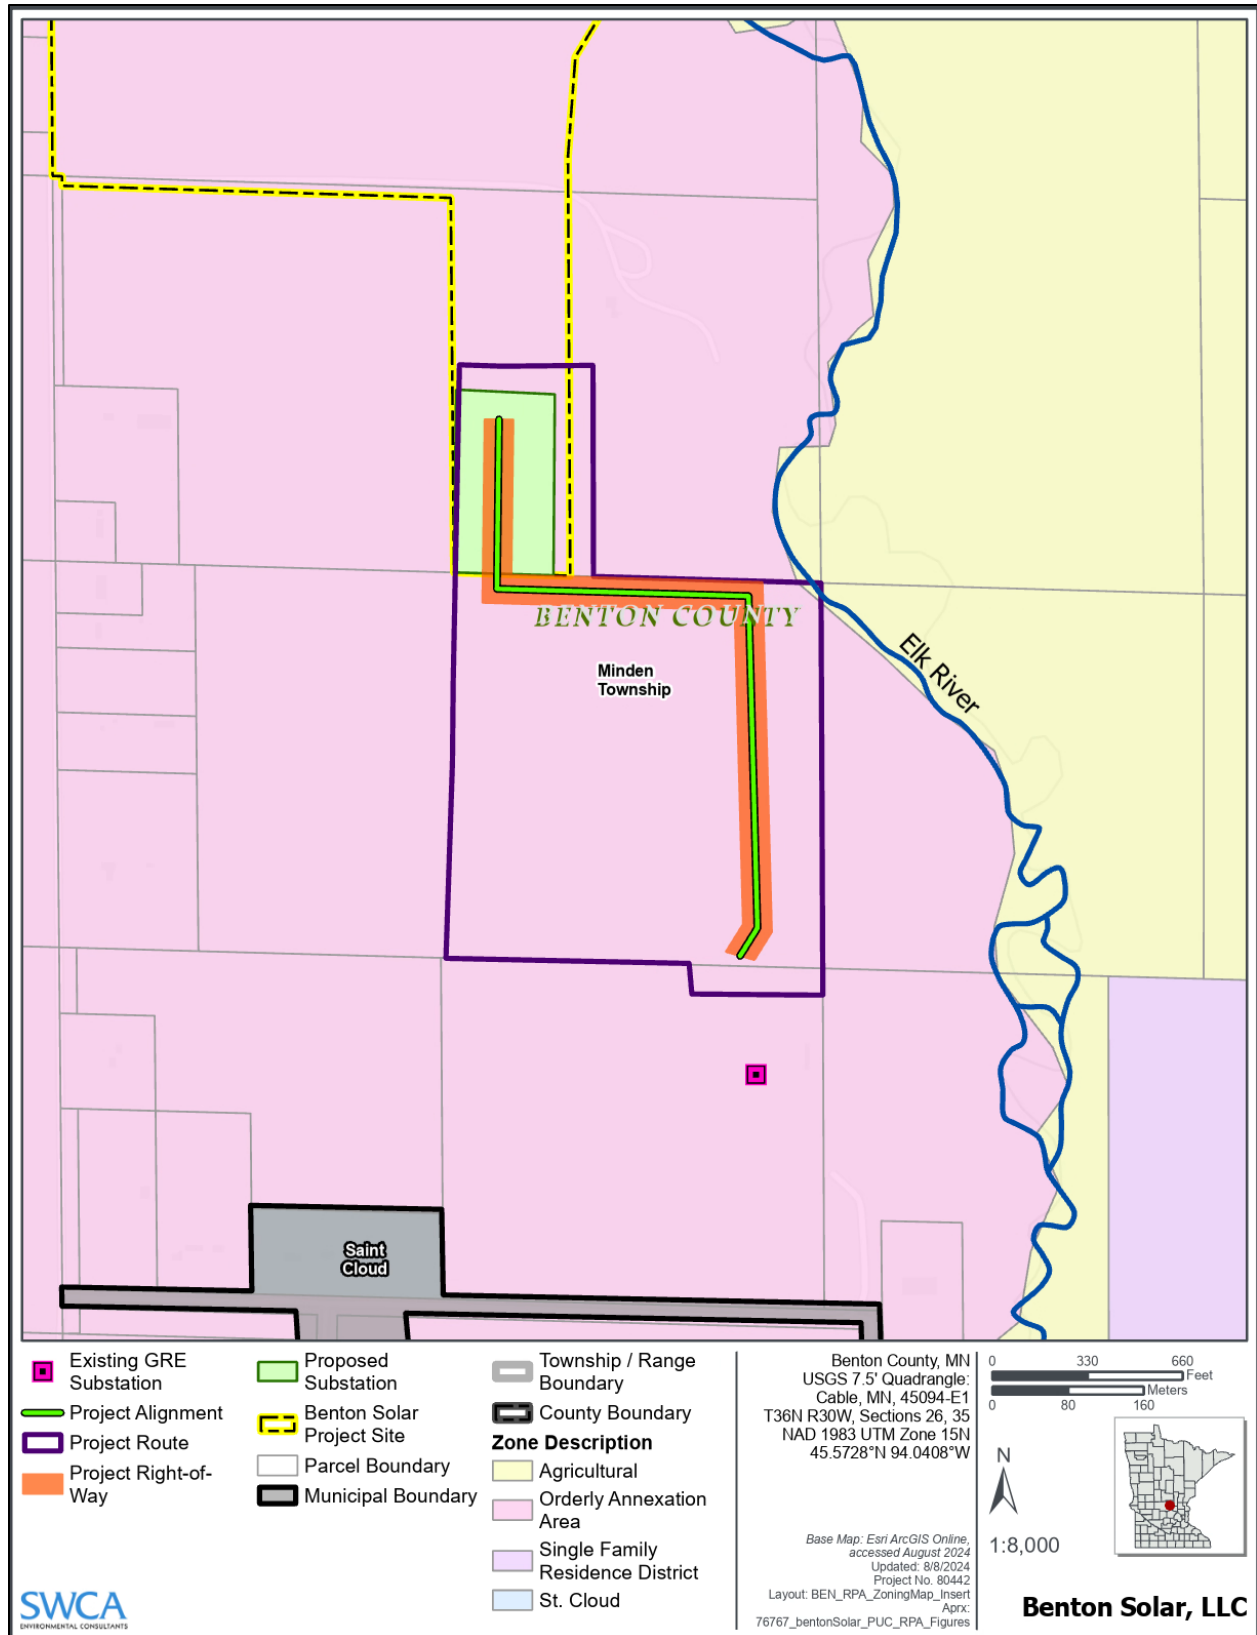 BENTON COUNTY
Minden
Township
Elk River
Saint
Cloud
Existing GRE
Substation
Project Alignment
Project Route
Project Right-of-
Way
Proposed
Substation
Benton Solar
Project Site
Parcel Boundary
Municipal Boundary
Township / Range
Boundary
County Boundary
Zone Description
Agricultural
Orderly Annexation
Area
Single Family
Residence District
St. Cloud
Benton County, MN
USGS 7.5' Quadrangle:
Cable, MN, 45094-E1
T36N R30W, Sections 26, 35
NAD 1983 UTM Zone 15N
45.5728°N 94.0408°W
Base Map: Esri ArcGIS Online,
accessed August 2024
Updated: 8/8/2024
Project No. 80442
Layout: BEN_RPA_ZoningMap_Insert
Aprx:
76767_bentonSolar_PUC_RPA_Figures
0 330 660
Feet
Meters
0 80 160
N
1:8,000
SWCA
ENVIRONMENTAL CONSULTANTS
Benton Solar, LLC